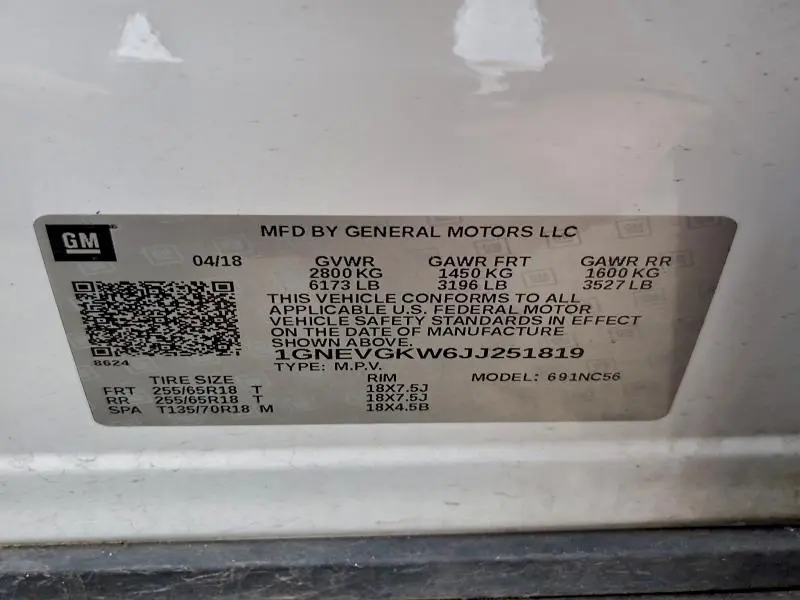 GM
MFD BY GENERAL MOTORS LLC
04/18 GVWR GAWR FRT GAWR RR
2800 KG 1450 KG 1600 KG
6173 LB 3196 LB 3527 LB
THIS VEHICLE CONFORMS TO ALL
APPLICABLE U.S. FEDERAL MOTOR
VEHICLE SAFETY STANDARDS IN EFFECT
ON THE DATE OF MANUFACTURE
SHOWN ABOVE.
1GNEVGKW6JJ251819
8624
TYPE: M.P.V.
TIRE SIZE RIM MODEL: 691NC56
FRT 255/65R18 T 18X7.5J
RR 255/65R18 T 18X7.5J
SPA T135/70R18 M 18X4.5B